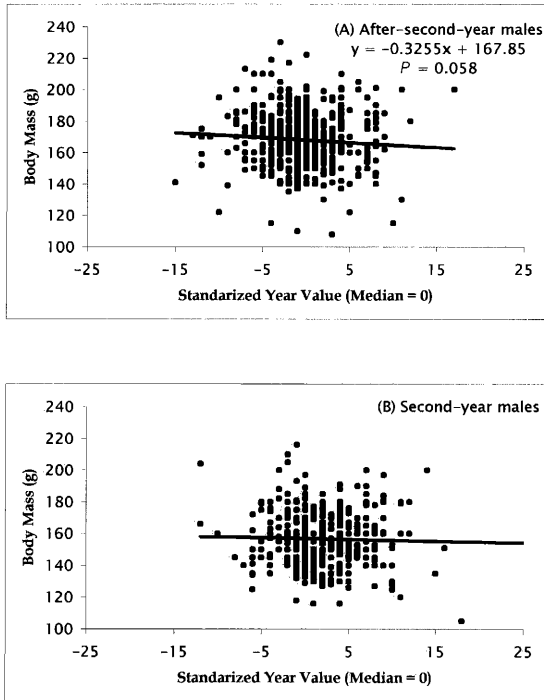 (A) After-second-year males
y = -0.3255x + 167.85
P = 0.058
240
220
200
180
160
140
120
100
Body Mass (g)
-25 -15 -5 5 15 25
Standarized Year Value (Median = 0)
(B) Second-year males
240
220
200
180
160
140
120
100
Body Mass (g)
-25 -15 -5 5 15 25
Standarized Year Value (Median = 0)